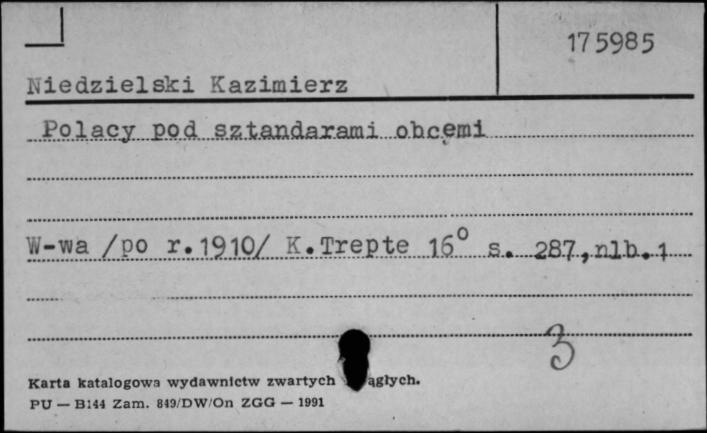 175985
Niedzielski Kazimierz
Polacy pod sztandarami obcemi
W-wa /po r.1910/ K.Trepte 16° s. 287,nlb.1
3
Karta katalogowa wydawnictw zwartych ągłych.
PU — B144 Zam. 849/DW/On ZGG — 1991